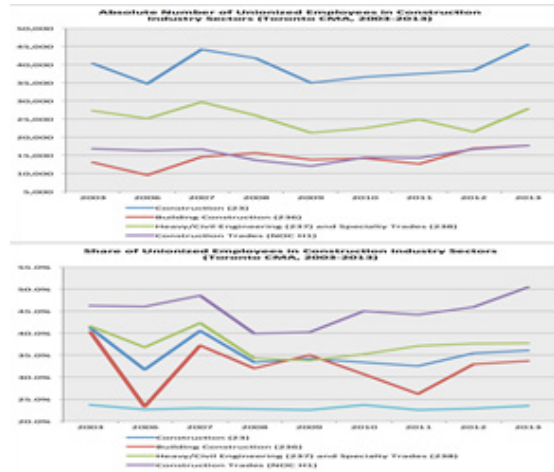 Absolute Number of Unionized Employees in Construction
Industry Sectors (Toronto CMA, 2003-2013)
50,000
45,000
40,000
35,000
30,000
25,000
20,000
15,000
10,000
5,000
2003 2006 2007 2008 2009 2010 2011 2012 2013
Construction (23)
Building Construction (236)
Heavy/Civil Engineering (237) and Specialty Trades (238)
Construction Trades (NOC H1)
Share of Unionized Employees in Construction Industry Sectors
(Toronto CMA, 2003-2013)
55.0%
50.0%
45.0%
40.0%
35.0%
30.0%
25.0%
20.0%
2003 2006 2007 2008 2009 2010 2011 2012 2013
Construction (23)
Building Construction (236)
Heavy/Civil Engineering (237) and Specialty Trades (238)
Construction Trades (NOC H1)